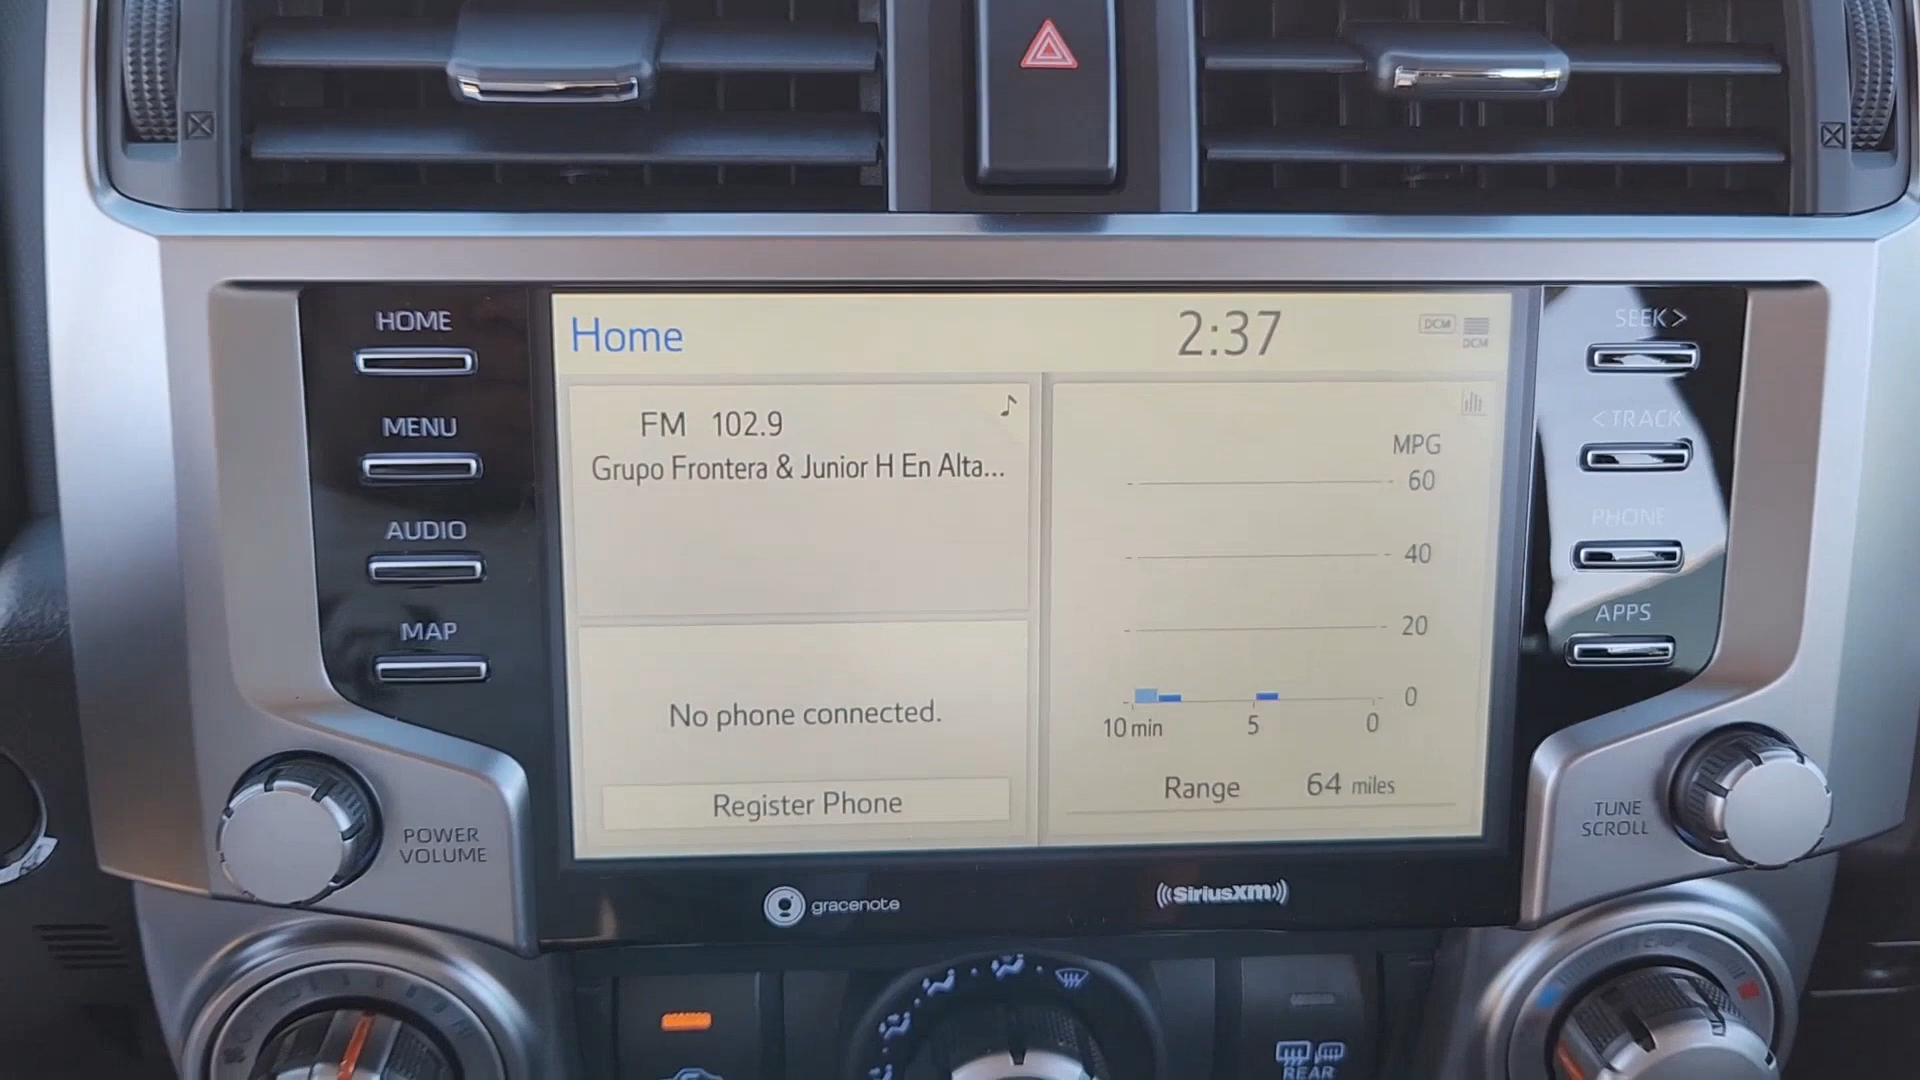 HOME
MENU
AUDIO
MAP
POWER
VOLUME
Home
2:37
DCM
DCM
FM 102.9
Grupo Frontera & Junior H En Alta...
No phone connected.
Register Phone
MPG
60
40
20
0
10 min 5 0
Range 64 miles
SEEK >
< TRACK
PHONE
APPS
TUNE
SCROLL
gracenote
((SiriusXM))
REAR